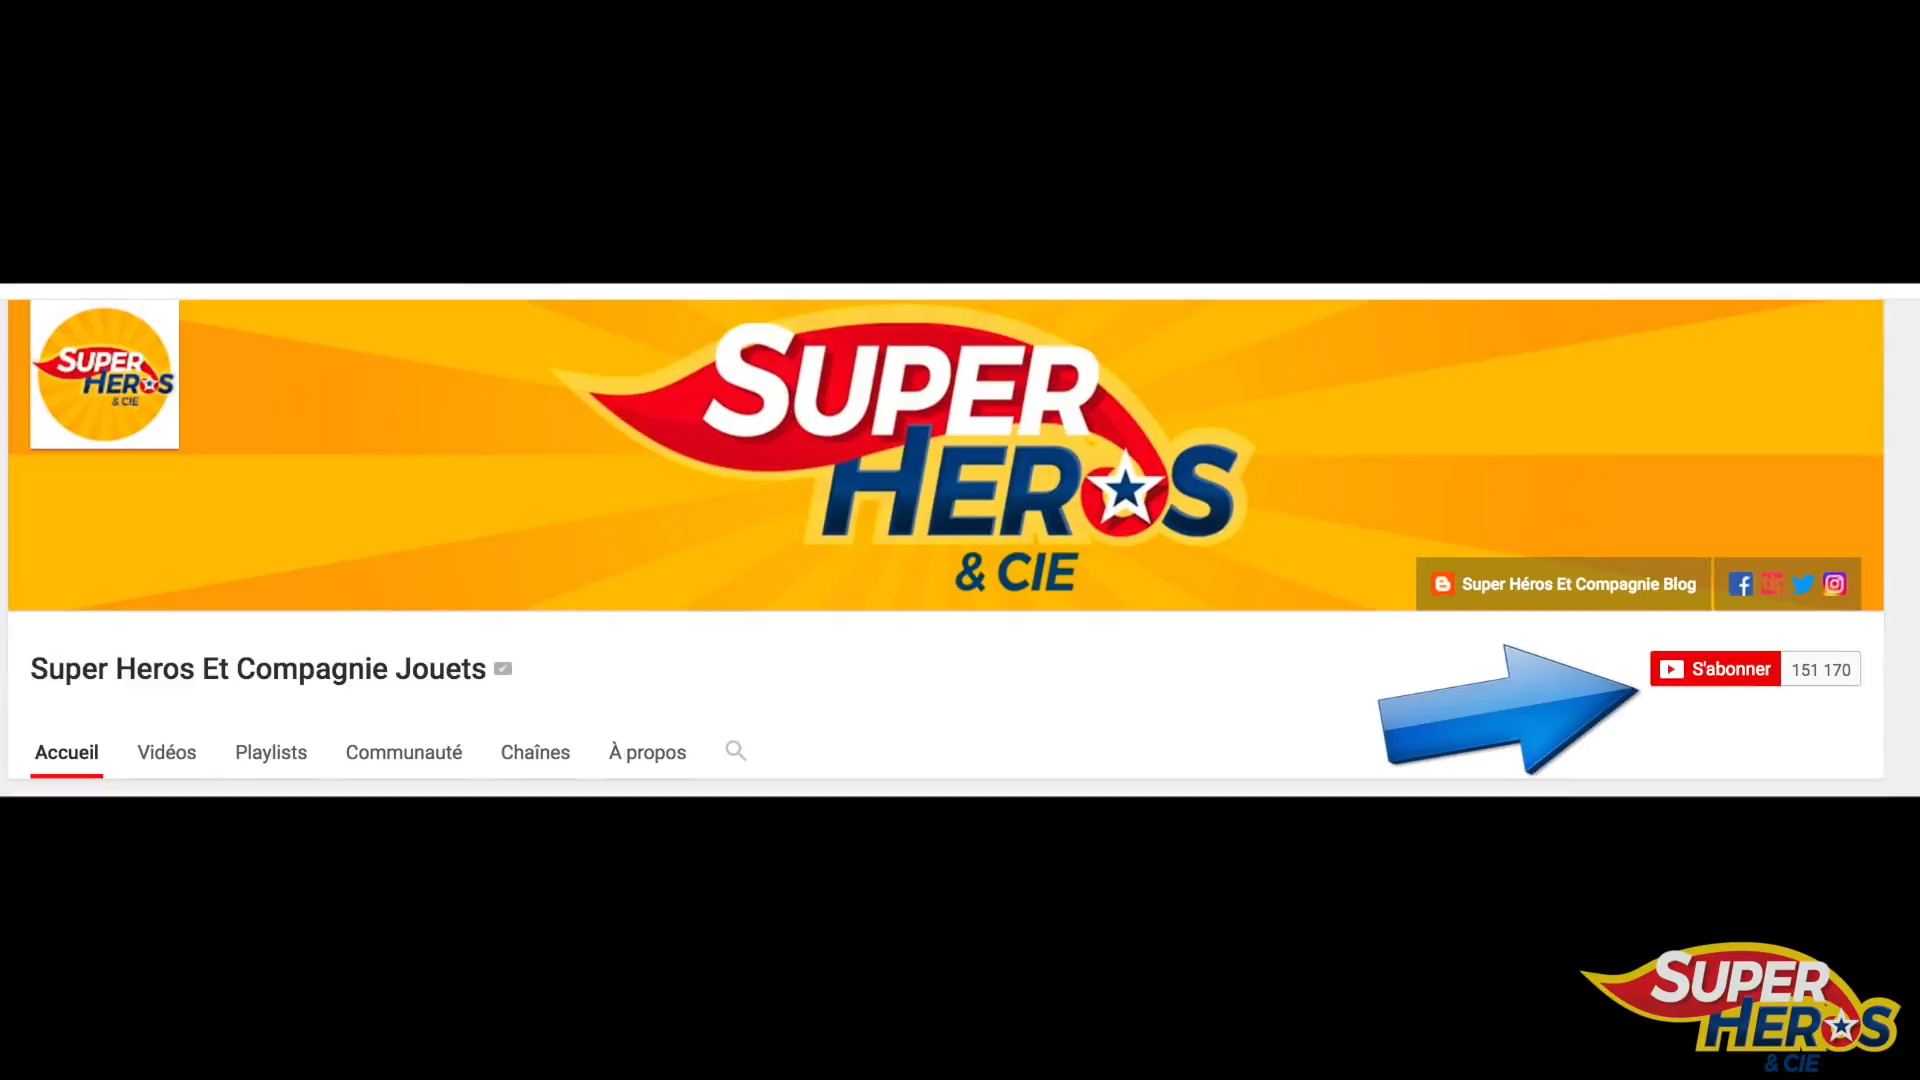 SUPER
HEROS
& CIE
SUPER
HEROS
& CIE
Super Héros Et Compagnie Blog
Super Heros Et Compagnie Jouets
S'abonner 151 170
Accueil Vidéos Playlists Communauté Chaînes À propos
SUPER
HEROS
& CIE